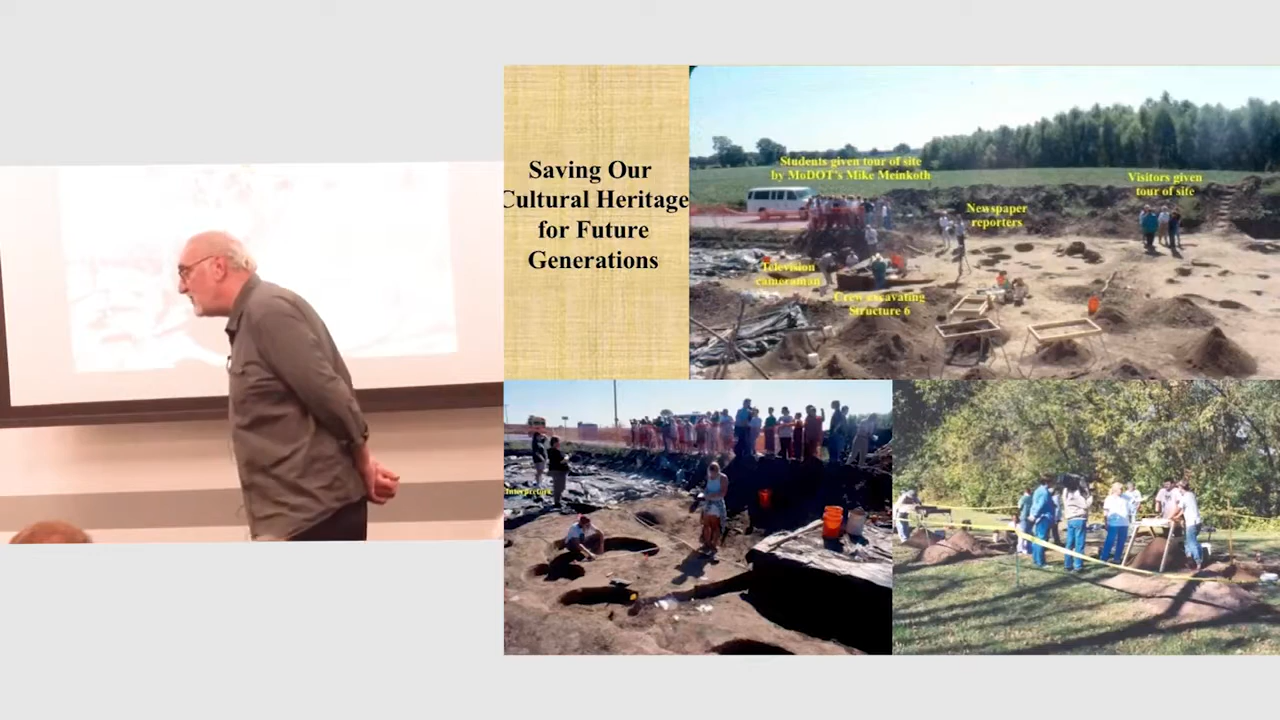 Saving Our
Cultural Heritage
for Future
Generations
Students given tour of site
by MoDOT's Mike Meinkoth
Visitors given
tour of site
Newspaper
reporters
Television
cameraman
Crew excavating
Structure 6
Interpreters